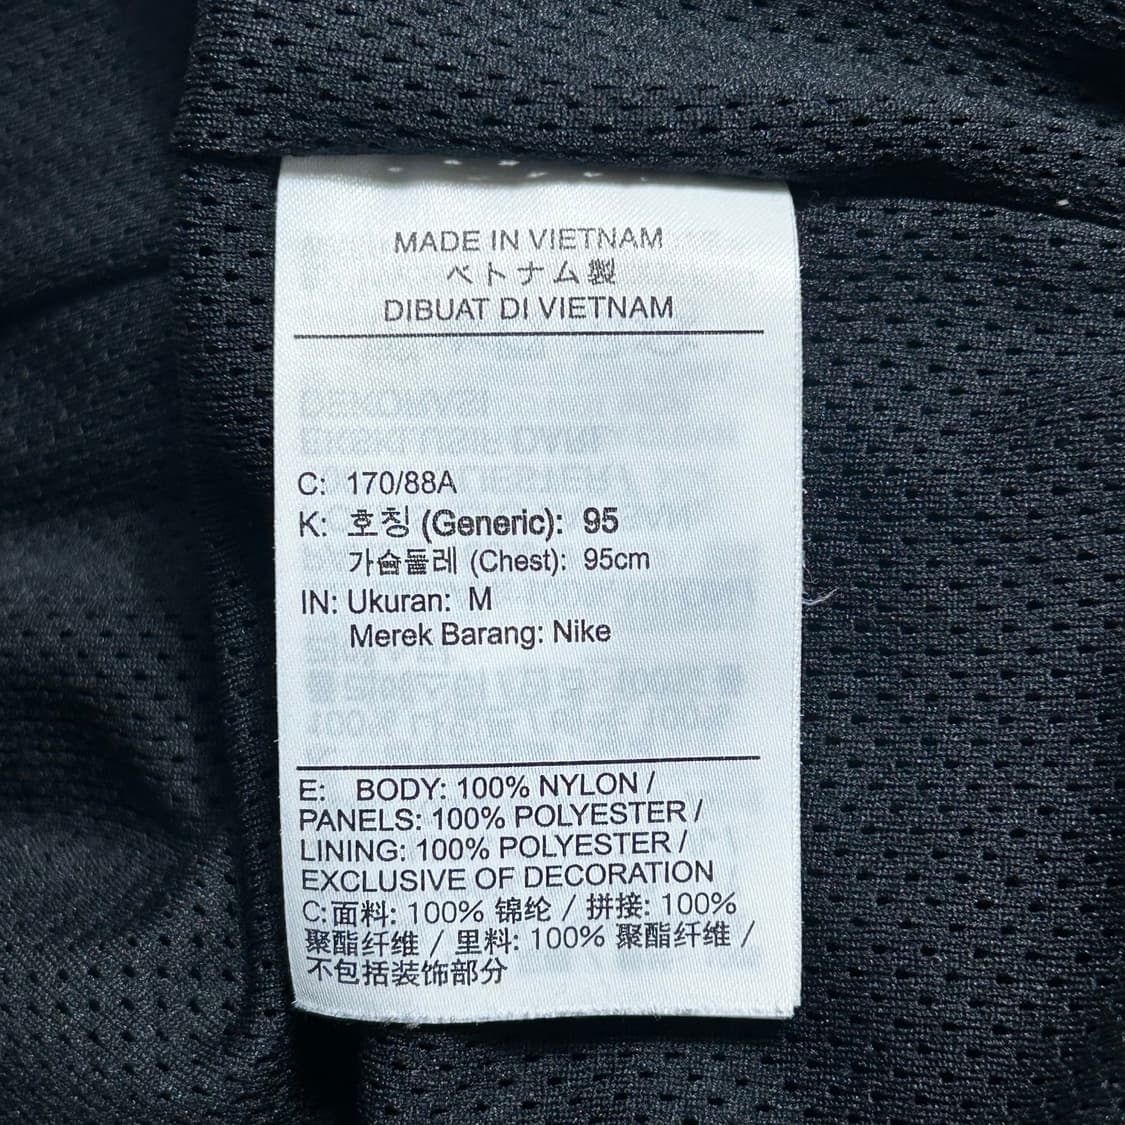 MADE IN VIETNAM
ベトナム製
DIBUAT DI VIETNAM
C: 170/88A
K: 호칭 (Generic): 95
가슴둘레 (Chest): 95cm
IN: Ukuran: M
Merek Barang: Nike
E: BODY: 100% NYLON /
PANELS: 100% POLYESTER /
LINING: 100% POLYESTER /
EXCLUSIVE OF DECORATION
C:面料: 100% 锦纶 / 拼接: 100%
聚酯纤维 / 里料: 100% 聚酯纤维 /
不包括装饰部分